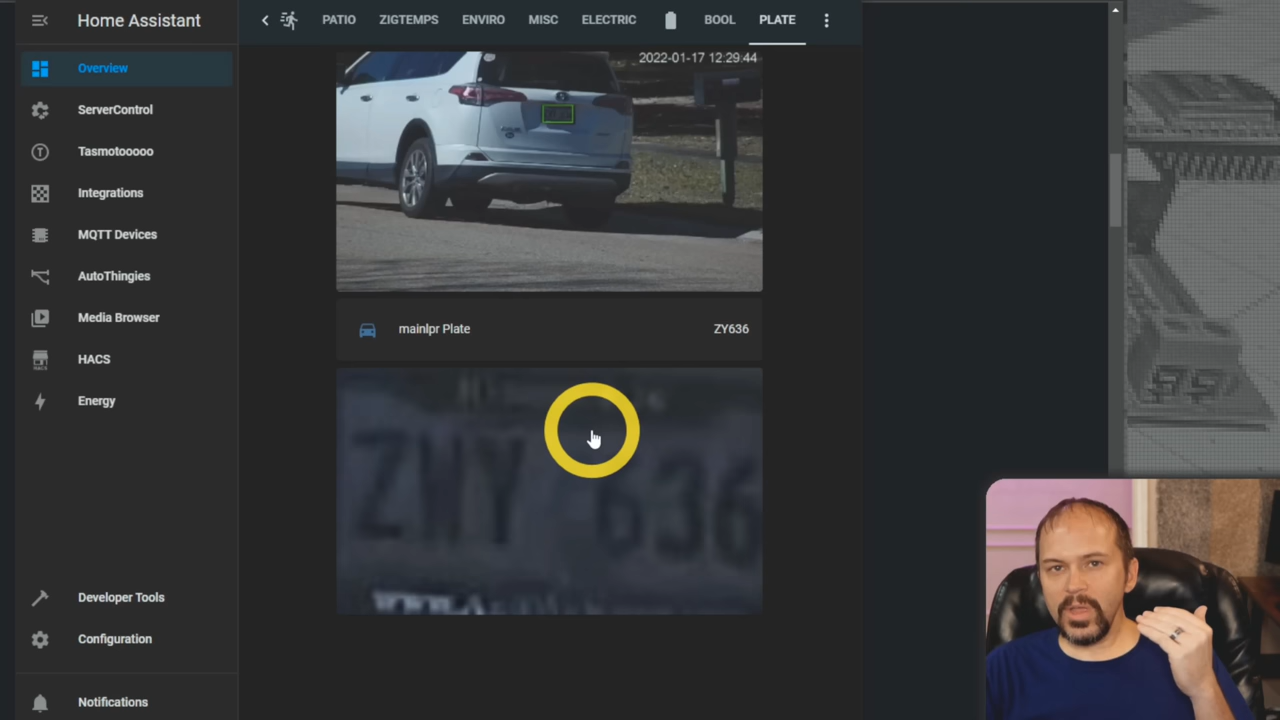 Home Assistant
PATIO ZIGTEMPS ENVIRO MISC ELECTRIC BOOL PLATE
Overview
ServerControl
Tasmotooooo
Integrations
MQTT Devices
AutoThingies
Media Browser
HACS
HACS
Energy
Developer Tools
Configuration
Notifications
2022-01-17 12:29:44
mainlpr Plate ZY636
636